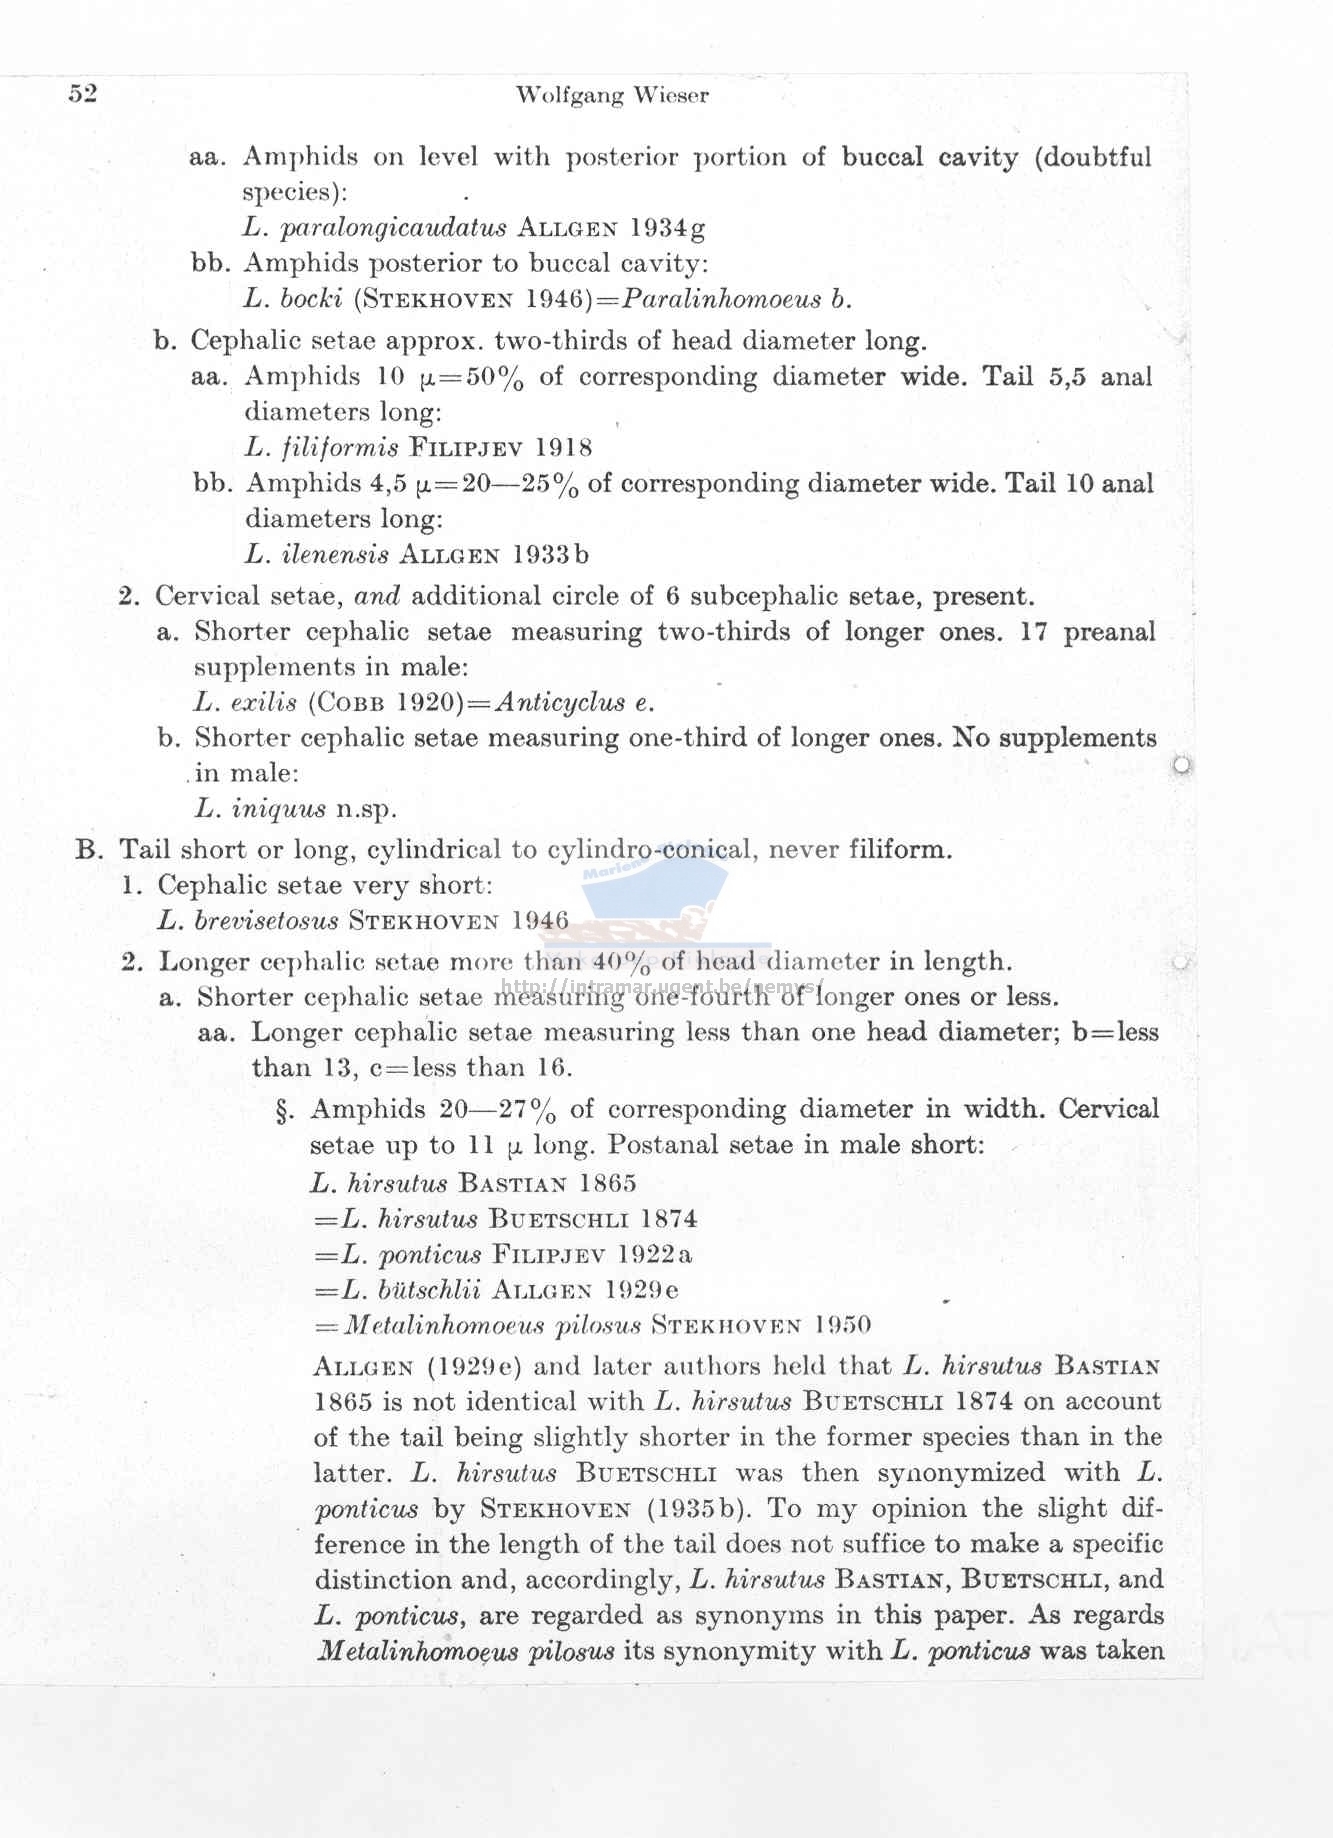 52
Wolfgang Wieser
aa. Amphids on level with posterior portion of buccal cavity (doubtful
species):
L. paralongicaudatus ALLGEN 1934g
bb. Amphids posterior to buccal cavity:
L. bocki (STEKHOVEN 1946)=Paralinhomoeus b.
b. Cephalic setae approx. two-thirds of head diameter long.
aa. Amphids 10 µ=50% of corresponding diameter wide. Tail 5,5 anal
diameters long:
L. filiformis FILIPJEV 1918
bb. Amphids 4,5 µ=20—25% of corresponding diameter wide. Tail 10 anal
diameters long:
L. ilenensis ALLGEN 1933b
2. Cervical setae, and additional circle of 6 subcephalic setae, present.
a. Shorter cephalic setae measuring two-thirds of longer ones. 17 preanal
supplements in male:
L. exilis (COBB 1920)=Anticyclus e.
b. Shorter cephalic setae measuring one-third of longer ones. No supplements
in male:
L. iniquus n.sp.
B. Tail short or long, cylindrical to cylindro-conical, never filiform.
1. Cephalic setae very short:
L. brevisetosus STEKHOVEN 1946
2. Longer cephalic setae more than 40% of head diameter in length.
http://intramar.ugent.be/nemys/
a. Shorter cephalic setae measuring one-fourth of longer ones or less.
aa. Longer cephalic setae measuring less than one head diameter; b=less
than 13, c=less than 16.
§. Amphids 20—27% of corresponding diameter in width. Cervical
setae up to 11 µ long. Postanal setae in male short:
L. hirsutus BASTIAN 1865
=L. hirsutus BUETSCHLI 1874
=L. ponticus FILIPJEV 1922a
=L. bütschlii ALLGEN 1929e
=Metalinhomoeus pilosus STEKHOVEN 1950
ALLGEN (1929e) and later authors held that L. hirsutus BASTIAN
1865 is not identical with L. hirsutus BUETSCHLI 1874 on account
of the tail being slightly shorter in the former species than in the
latter. L. hirsutus BUETSCHLI was then synonymized with L.
ponticus by STEKHOVEN (1935b). To my opinion the slight dif-
ference in the length of the tail does not suffice to make a specific
distinction and, accordingly, L. hirsutus BASTIAN, BUETSCHLI, and
L. ponticus, are regarded as synonyms in this paper. As regards
Metalinhomoeus pilosus its synonymity with L. ponticus was taken